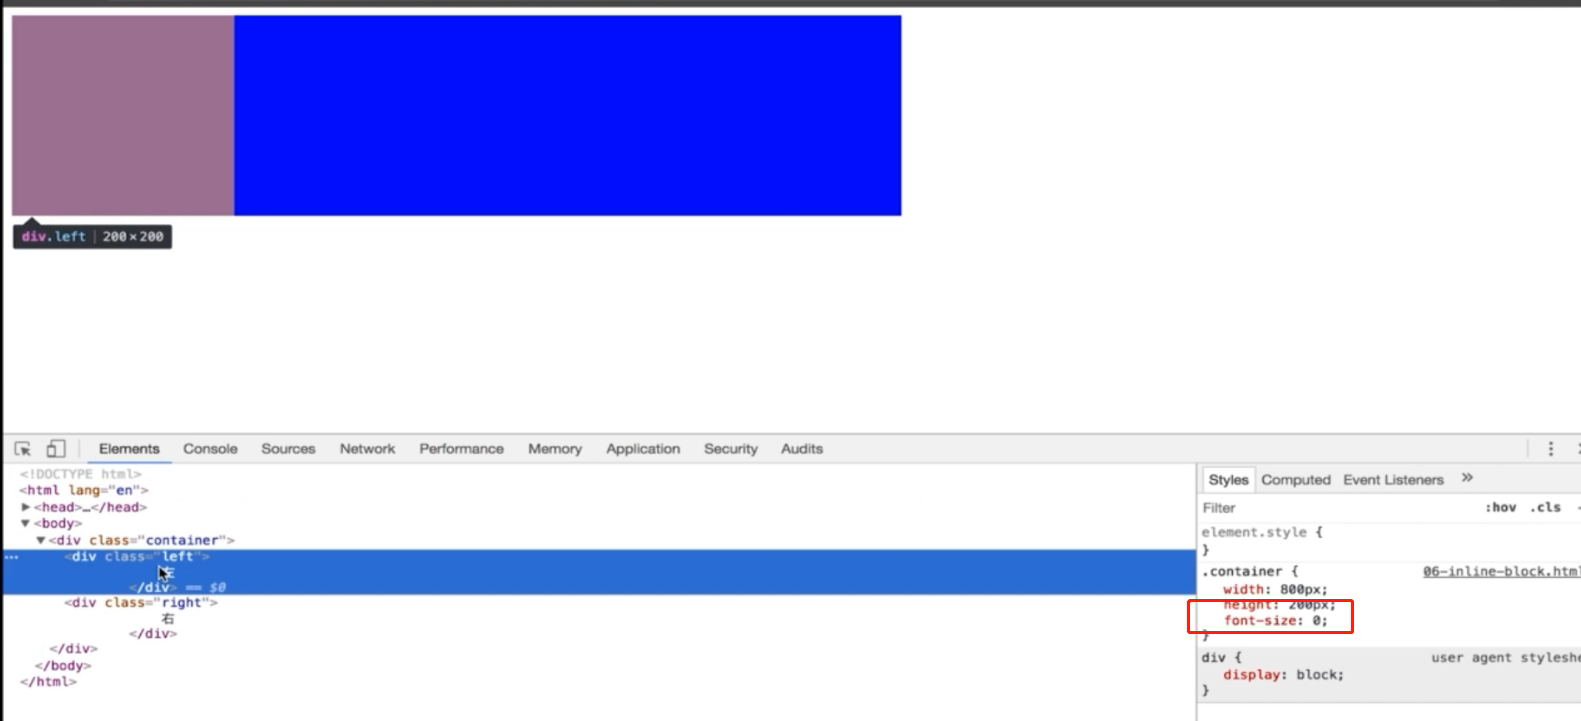 div.left | 200×200
Elements Console Sources Network Performance Memory Application Security Audits
<!DOCTYPE html>
<html lang="en">
▶<head>…</head>
▼<body>
▼<div class="container">
<div class="left">
左
</div> == $0
<div class="right">
右
</div>
</div>
</body>
</html>
Styles Computed Event Listeners »
Filter :hov .cls
element.style {
}
.container { 06-inline-block.html
width: 800px;
height: 200px;
font-size: 0;
}
div { user agent styleshe
display: block;
}